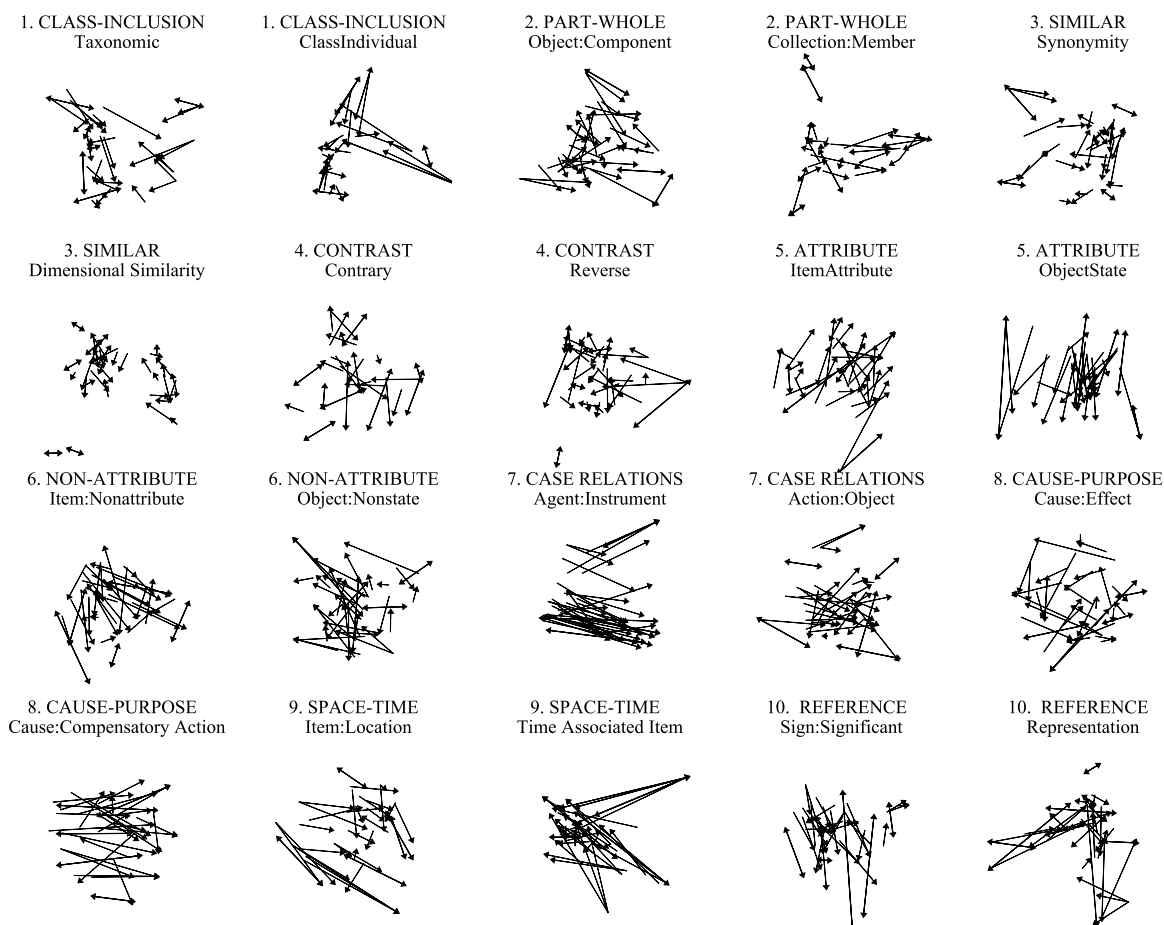 1. CLASS-INCLUSION
Taxonomic
1. CLASS-INCLUSION
ClassIndividual
2. PART-WHOLE
Object:Component
2. PART-WHOLE
Collection:Member
3. SIMILAR
Synonymity
3. SIMILAR
Dimensional Similarity
4. CONTRAST
Contrary
4. CONTRAST
Reverse
5. ATTRIBUTE
ItemAttribute
5. ATTRIBUTE
ObjectState
6. NON-ATTRIBUTE
Item:Nonattribute
6. NON-ATTRIBUTE
Object:Nonstate
7. CASE RELATIONS
Agent:Instrument
7. CASE RELATIONS
Action:Object
8. CAUSE-PURPOSE
Cause:Effect
8. CAUSE-PURPOSE
Cause:Compensatory Action
9. SPACE-TIME
Item:Location
9. SPACE-TIME
Time Associated Item
10. REFERENCE
Sign:Significant
10. REFERENCE
Representation